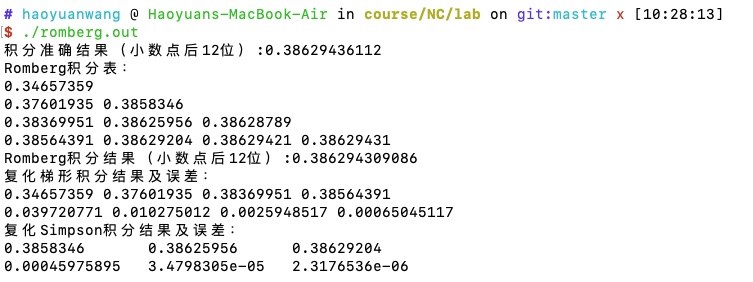 # haoyuanwang @ Haoyuans-MacBook-Air in course/NC/lab on git:master x [10:28:13]
$ ./romberg.out
积分准确结果（小数点后12位）:0.38629436112
Romberg积分表：
0.34657359
0.37601935 0.3858346
0.38369951 0.38625956 0.38628789
0.38564391 0.38629204 0.38629421 0.38629431
Romberg积分结果（小数点后12位）:0.386294309086
复化梯形积分结果及误差：
0.34657359 0.37601935 0.38369951 0.38564391
0.039720771 0.010275012 0.0025948517 0.00065045117
复化Simpson积分结果及误差：
0.3858346 0.38625956 0.38629204
0.00045975895 3.4798305e-05 2.3176536e-06